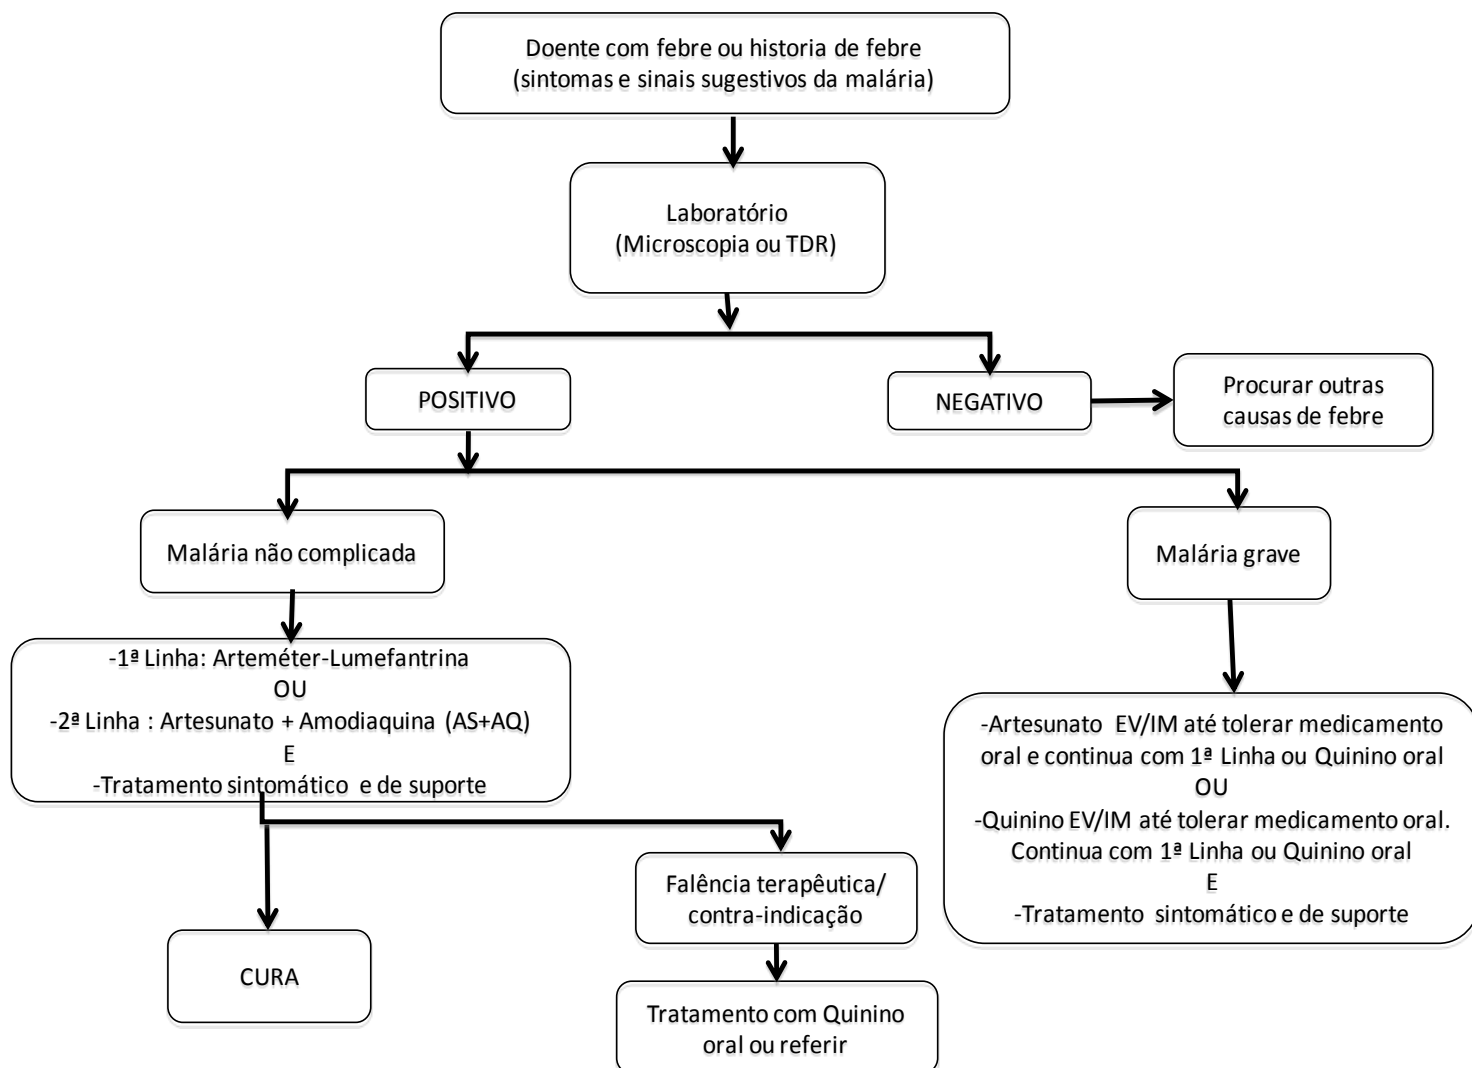 Doente com febre ou historia de febre
(sintomas e sinais sugestivos da malária)
Laboratório
(Microscopia ou TDR)
POSITIVO
NEGATIVO
Procurar outras
causas de febre
Malária não complicada
Malária grave
-1ª Linha: Arteméter-Lumefantrina
OU
-2ª Linha : Artesunato + Amodiaquina (AS+AQ)
E
-Tratamento sintomático e de suporte
-Artesunato EV/IM até tolerar medicamento
oral e continua com 1ª Linha ou Quinino oral
OU
-Quinino EV/IM até tolerar medicamento oral.
Continua com 1ª Linha ou Quinino oral
E
-Tratamento sintomático e de suporte
Falência terapêutica/
contra-indicação
CURA
Tratamento com Quinino
oral ou referir